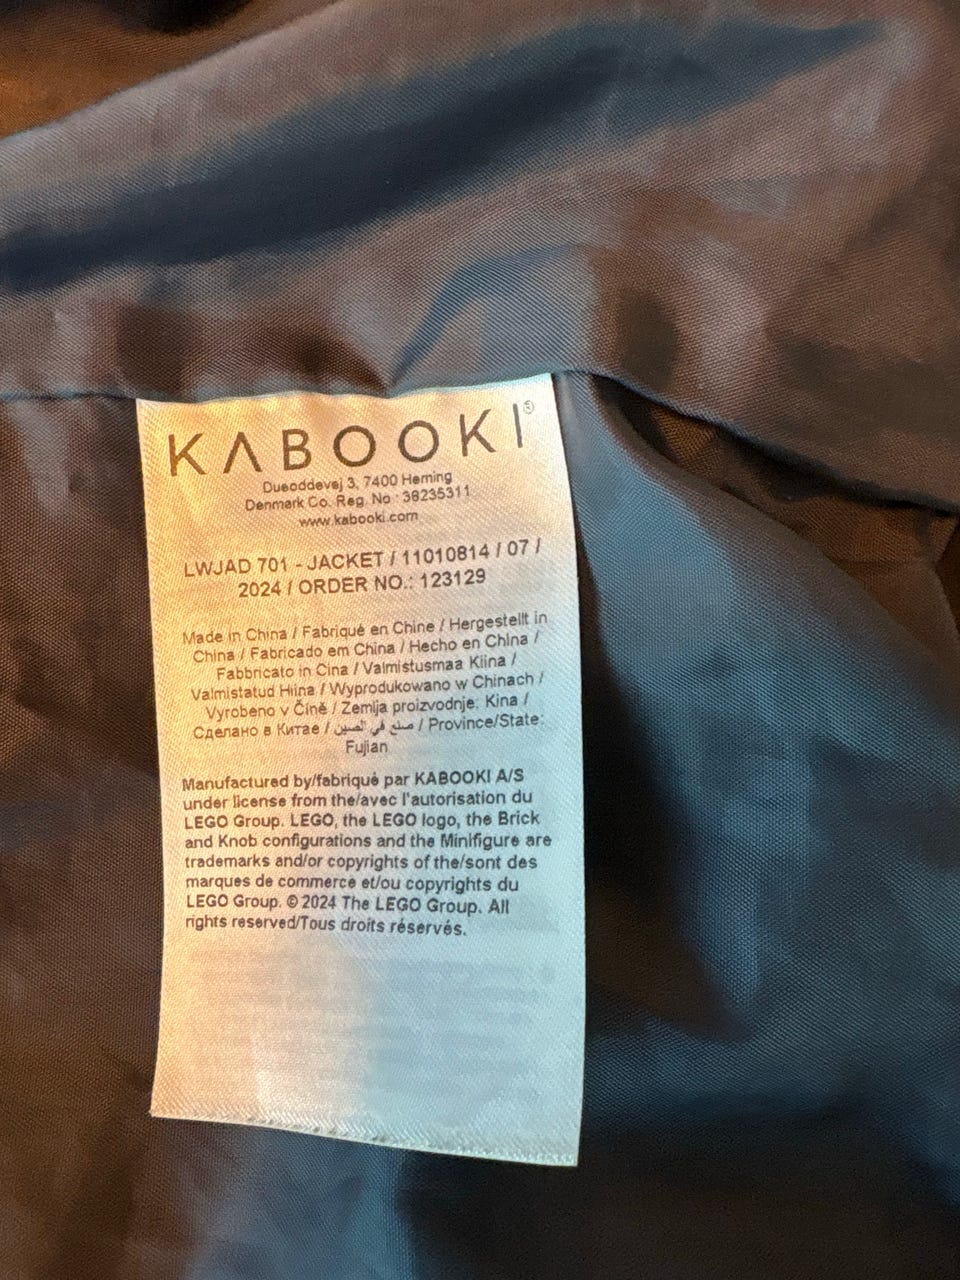 KABOOKI®
Dueoddevej 3, 7400 Herning
Denmark Co. Reg. No : 36235311
www.kabooki.com
LWJAD 701 - JACKET / 11010814 / 07 /
2024 / ORDER NO.: 123129
Made in China / Fabriqué en Chine / Hergestellt in
China / Fabricado em China / Hecho en China /
Fabbricato in Cina / Valmistusmaa Kiina /
Valmistatud Hiina / Wyprodukowano w Chinach /
Vyrobeno v Číně / Zemlja proizvodnje: Kina /
Сделано в Китае / صنع في الصين / Province/State:
Fujian
Manufactured by/fabriqué par KABOOKI A/S
under license from the/avec l'autorisation du
LEGO Group. LEGO, the LEGO logo, the Brick
and Knob configurations and the Minifigure are
trademarks and/or copyrights of the/sont des
marques de commerce et/ou copyrights du
LEGO Group. © 2024 The LEGO Group. All
rights reserved/Tous droits réservés.